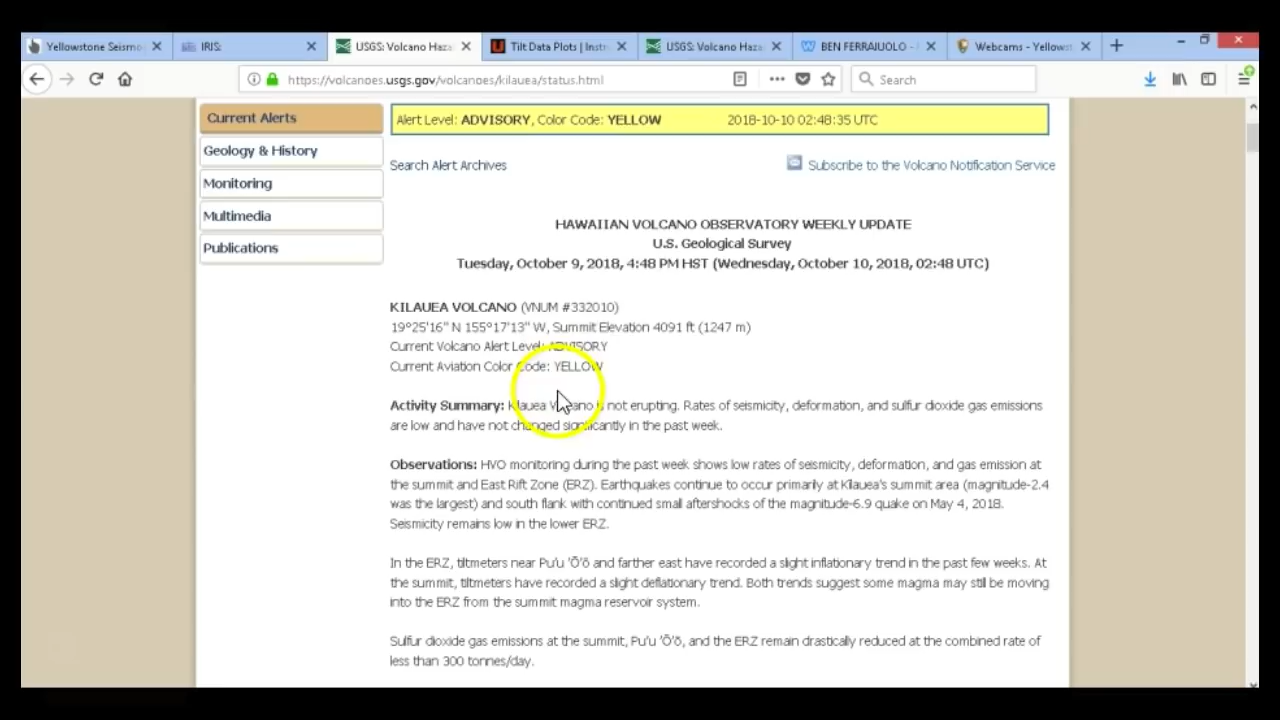 Yellowstone Seismo
IRIS:
USGS: Volcano Haza
Tilt Data Plots | Instr
USGS: Volcano Haza
BEN FERRAIUOLO -
Webcams - Yellowst
https://volcanoes.usgs.gov/volcanoes/kilauea/status.html
Search
Current Alerts
Geology & History
Monitoring
Multimedia
Publications
Alert Level: ADVISORY, Color Code: YELLOW 2018-10-10 02:48:35 UTC
Search Alert Archives
Subscribe to the Volcano Notification Service
HAWAIIAN VOLCANO OBSERVATORY WEEKLY UPDATE
U.S. Geological Survey
Tuesday, October 9, 2018, 4:48 PM HST (Wednesday, October 10, 2018, 02:48 UTC)
KILAUEA VOLCANO (VNUM #332010)
19°25'16" N 155°17'13" W, Summit Elevation 4091 ft (1247 m)
Current Volcano Alert Level: ADVISORY
Current Aviation Color Code: YELLOW
Activity Summary: Kilauea Volcano is not erupting. Rates of seismicity, deformation, and sulfur dioxide gas emissions
are low and have not changed significantly in the past week.
Observations: HVO monitoring during the past week shows low rates of seismicity, deformation, and gas emission at
the summit and East Rift Zone (ERZ). Earthquakes continue to occur primarily at Kīlauea's summit area (magnitude-2.4
was the largest) and south flank with continued small aftershocks of the magnitude-6.9 quake on May 4, 2018.
Seismicity remains low in the lower ERZ.
In the ERZ, tiltmeters near Pu'u 'Ō'ō and farther east have recorded a slight inflationary trend in the past few weeks. At
the summit, tiltmeters have recorded a slight deflationary trend. Both trends suggest some magma may still be moving
into the ERZ from the summit magma reservoir system.
Sulfur dioxide gas emissions at the summit, Pu'u 'Ō'ō, and the ERZ remain drastically reduced at the combined rate of
less than 300 tonnes/day.